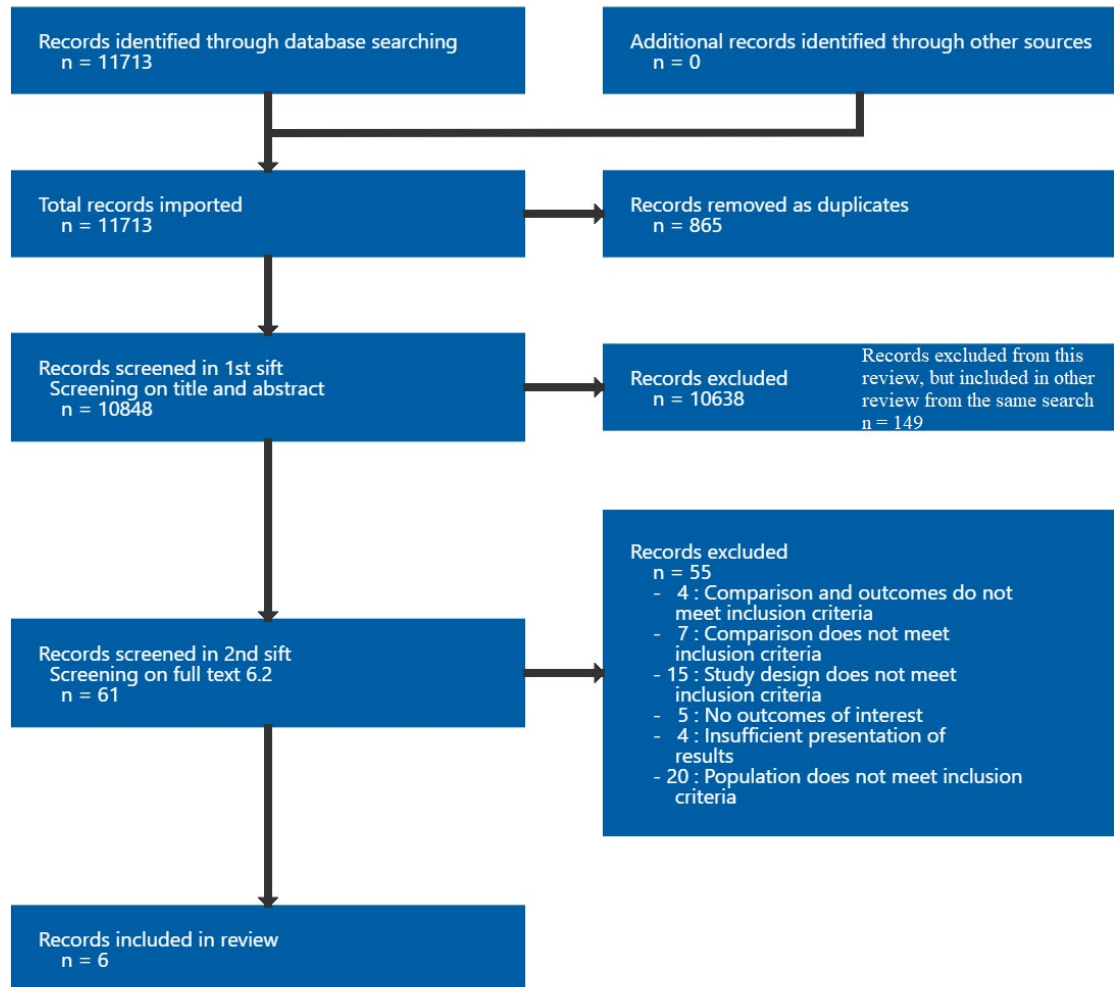 Records identified through database searching
n = 11713
Additional records identified through other sources
n = 0
Total records imported
n = 11713
Records removed as duplicates
n = 865
Records screened in 1st sift
Screening on title and abstract
n = 10848
Records excluded
n = 10638
Records excluded from this
review, but included in other
review from the same search
n = 149
Records screened in 2nd sift
Screening on full text 6.2
n = 61
Records excluded
n = 55
- 4 : Comparison and outcomes do not
meet inclusion criteria
- 7 : Comparison does not meet
inclusion criteria
- 15 : Study design does not meet
inclusion criteria
- 5 : No outcomes of interest
- 4 : Insufficient presentation of
results
- 20 : Population does not meet inclusion
criteria
Records included in review
n = 6